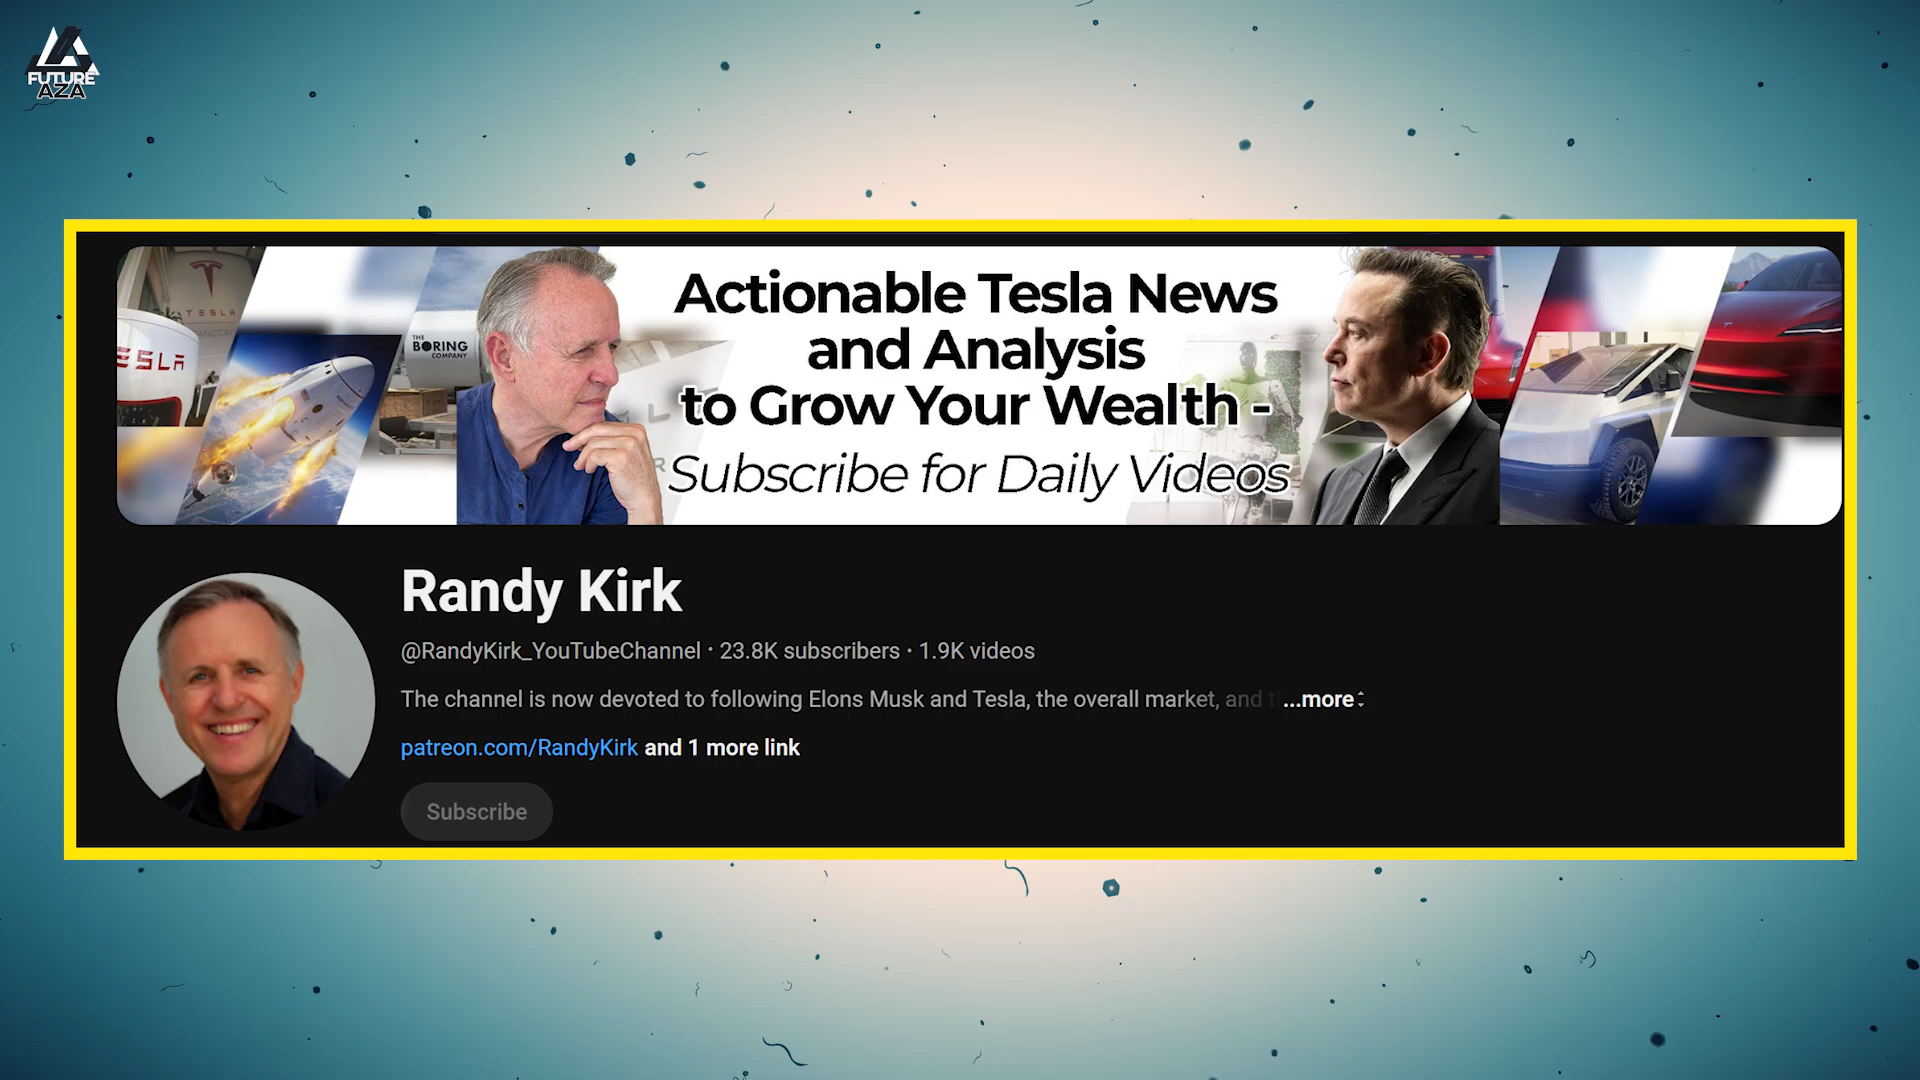 FUTURE
AZA
TESLA
TESLA
THE
BORING
COMPANY
Actionable Tesla News
and Analysis
to Grow Your Wealth -
Subscribe for Daily Videos
Randy Kirk
@RandyKirk_YouTubeChannel · 23.8K subscribers · 1.9K videos
The channel is now devoted to following Elons Musk and Tesla, the overall market, and ...more
patreon.com/RandyKirk and 1 more link
Subscribe